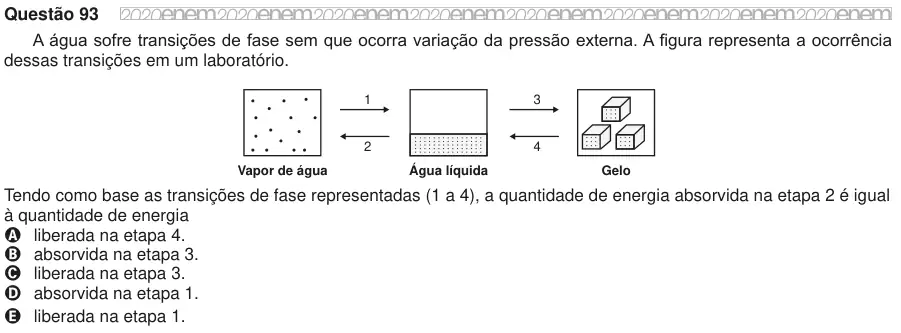 Questão 93 2020enem2020enem2020enem2020enem2020enem2020enem2020enem2020enem
A água sofre transições de fase sem que ocorra variação da pressão externa. A figura representa a ocorrência
dessas transições em um laboratório.
1
3
2
4
Vapor de água
Água líquida
Gelo
Tendo como base as transições de fase representadas (1 a 4), a quantidade de energia absorvida na etapa 2 é igual
à quantidade de energia
A liberada na etapa 4.
B absorvida na etapa 3.
C liberada na etapa 3.
D absorvida na etapa 1.
E liberada na etapa 1.